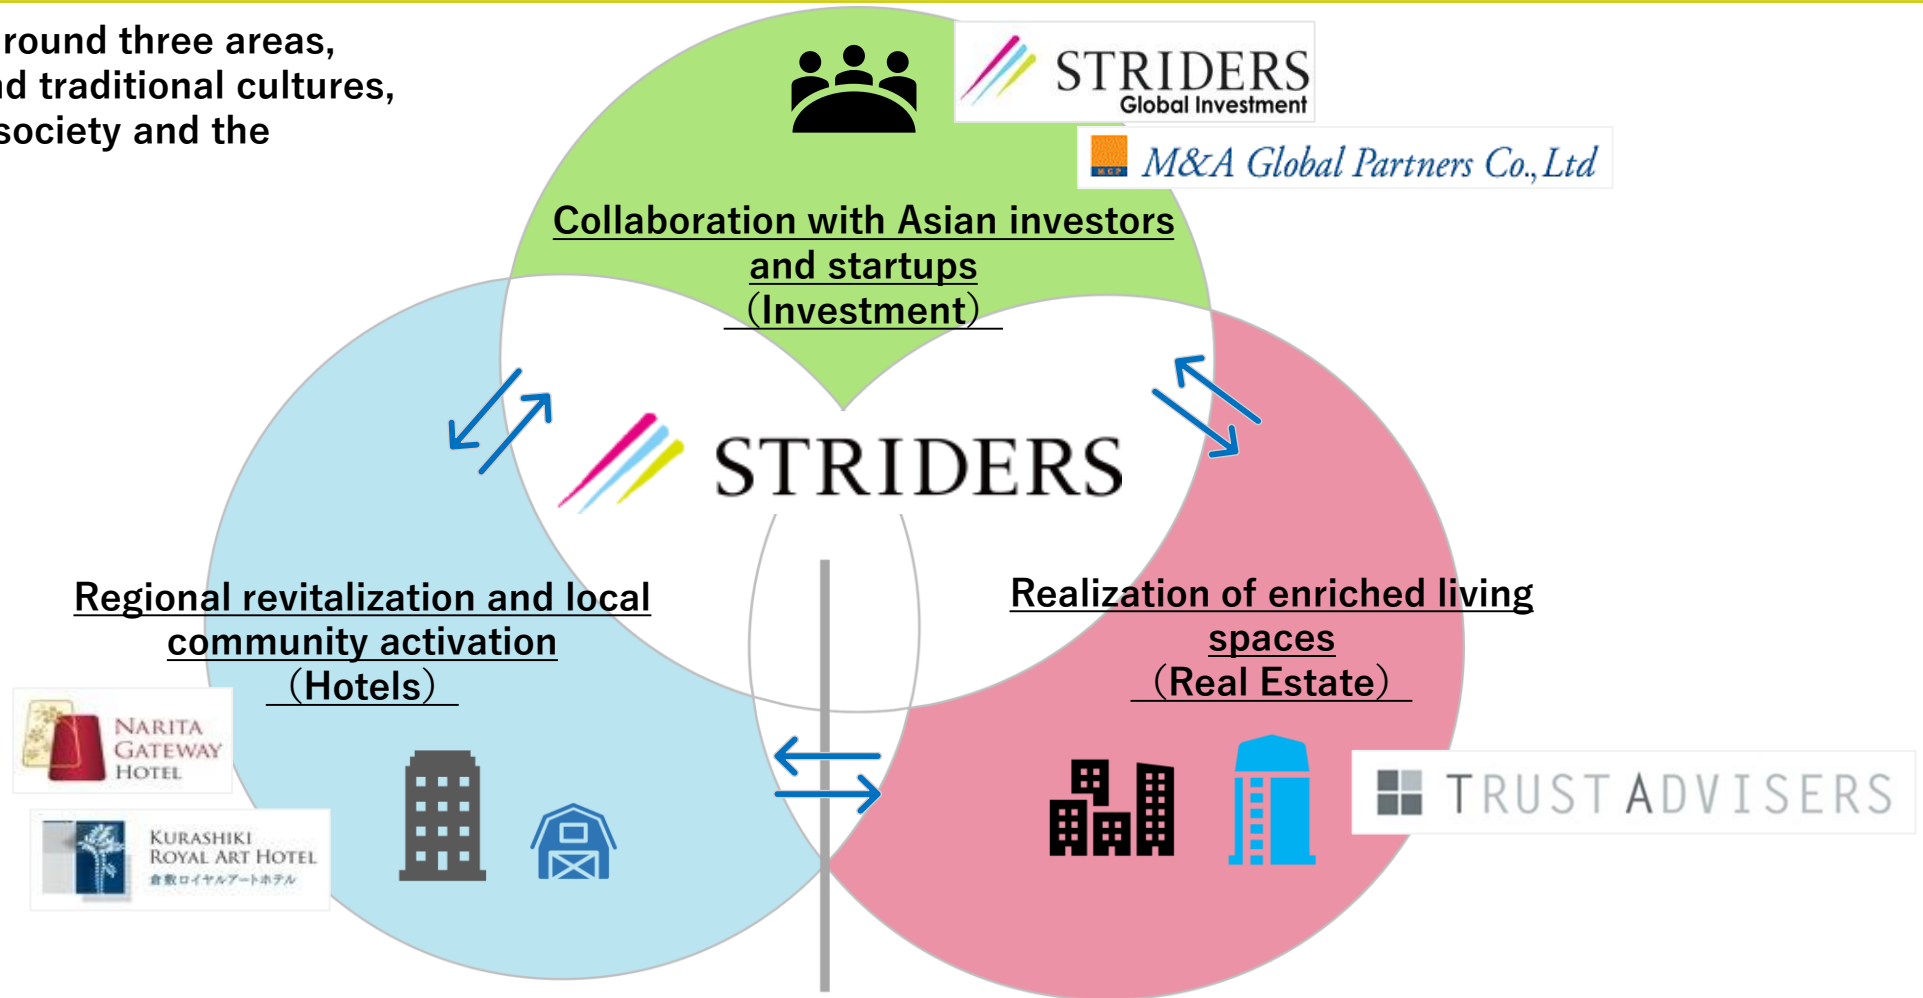 round three areas,
nd traditional cultures,
society and the
STRIDERS
Global Investment
MGP
M&A Global Partners Co., Ltd
Collaboration with Asian investors
and startups
（Investment）
STRIDERS
Regional revitalization and local
community activation
（Hotels）
Realization of enriched living
spaces
（Real Estate）
NARITA
GATEWAY
HOTEL
KURASHIKI
ROYAL ART HOTEL
倉敷ロイヤルアートホテル
TRUST ADVISERS